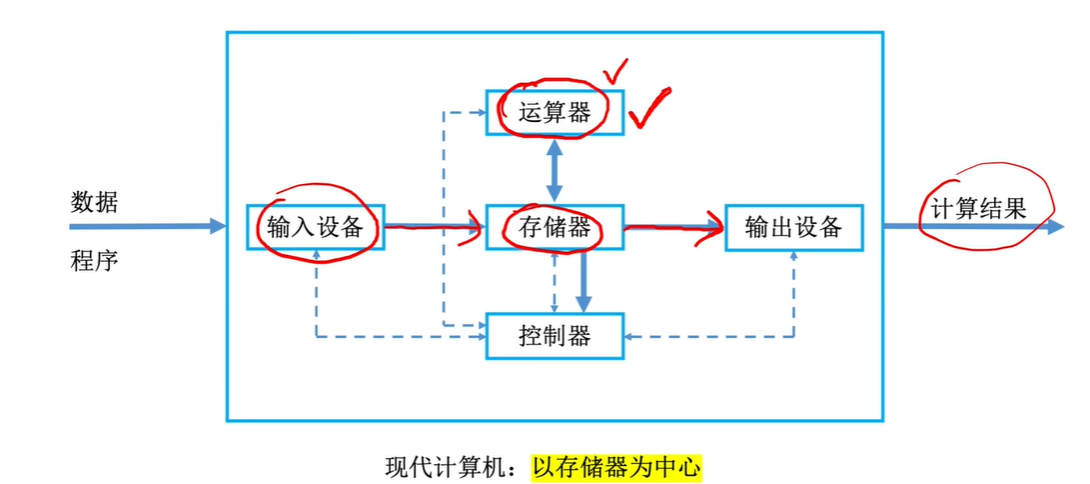 运算器
数据
输入设备
存储器
输出设备
计算结果
程序
控制器
现代计算机：以存储器为中心